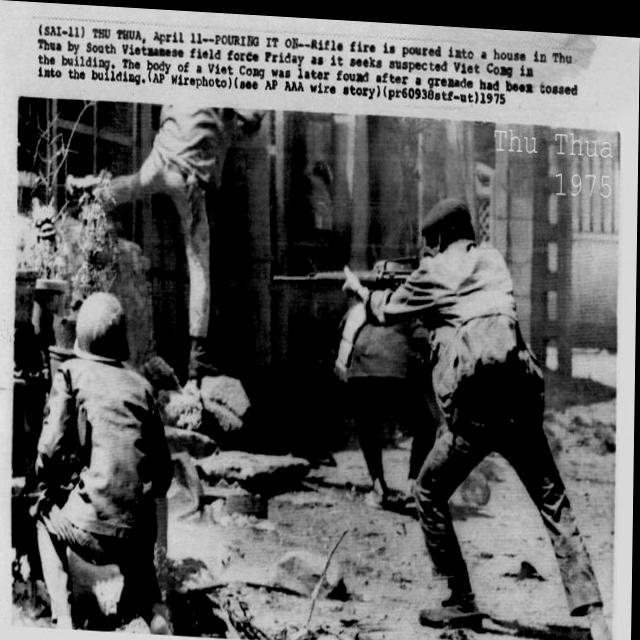 (SAI-11) THU THUA, April 11--POURING IT ON--Rifle fire is poured into a house in Thu
Thua by South Vietnamese field force Friday as it seeks suspected Viet Cong in
the building. The body of a Viet Cong was later found after a grenade had been tossed
into the building.(AP Wirephoto)(see AP AAA wire story)(pr60930stf-ut)1975
Thu Thua
1975